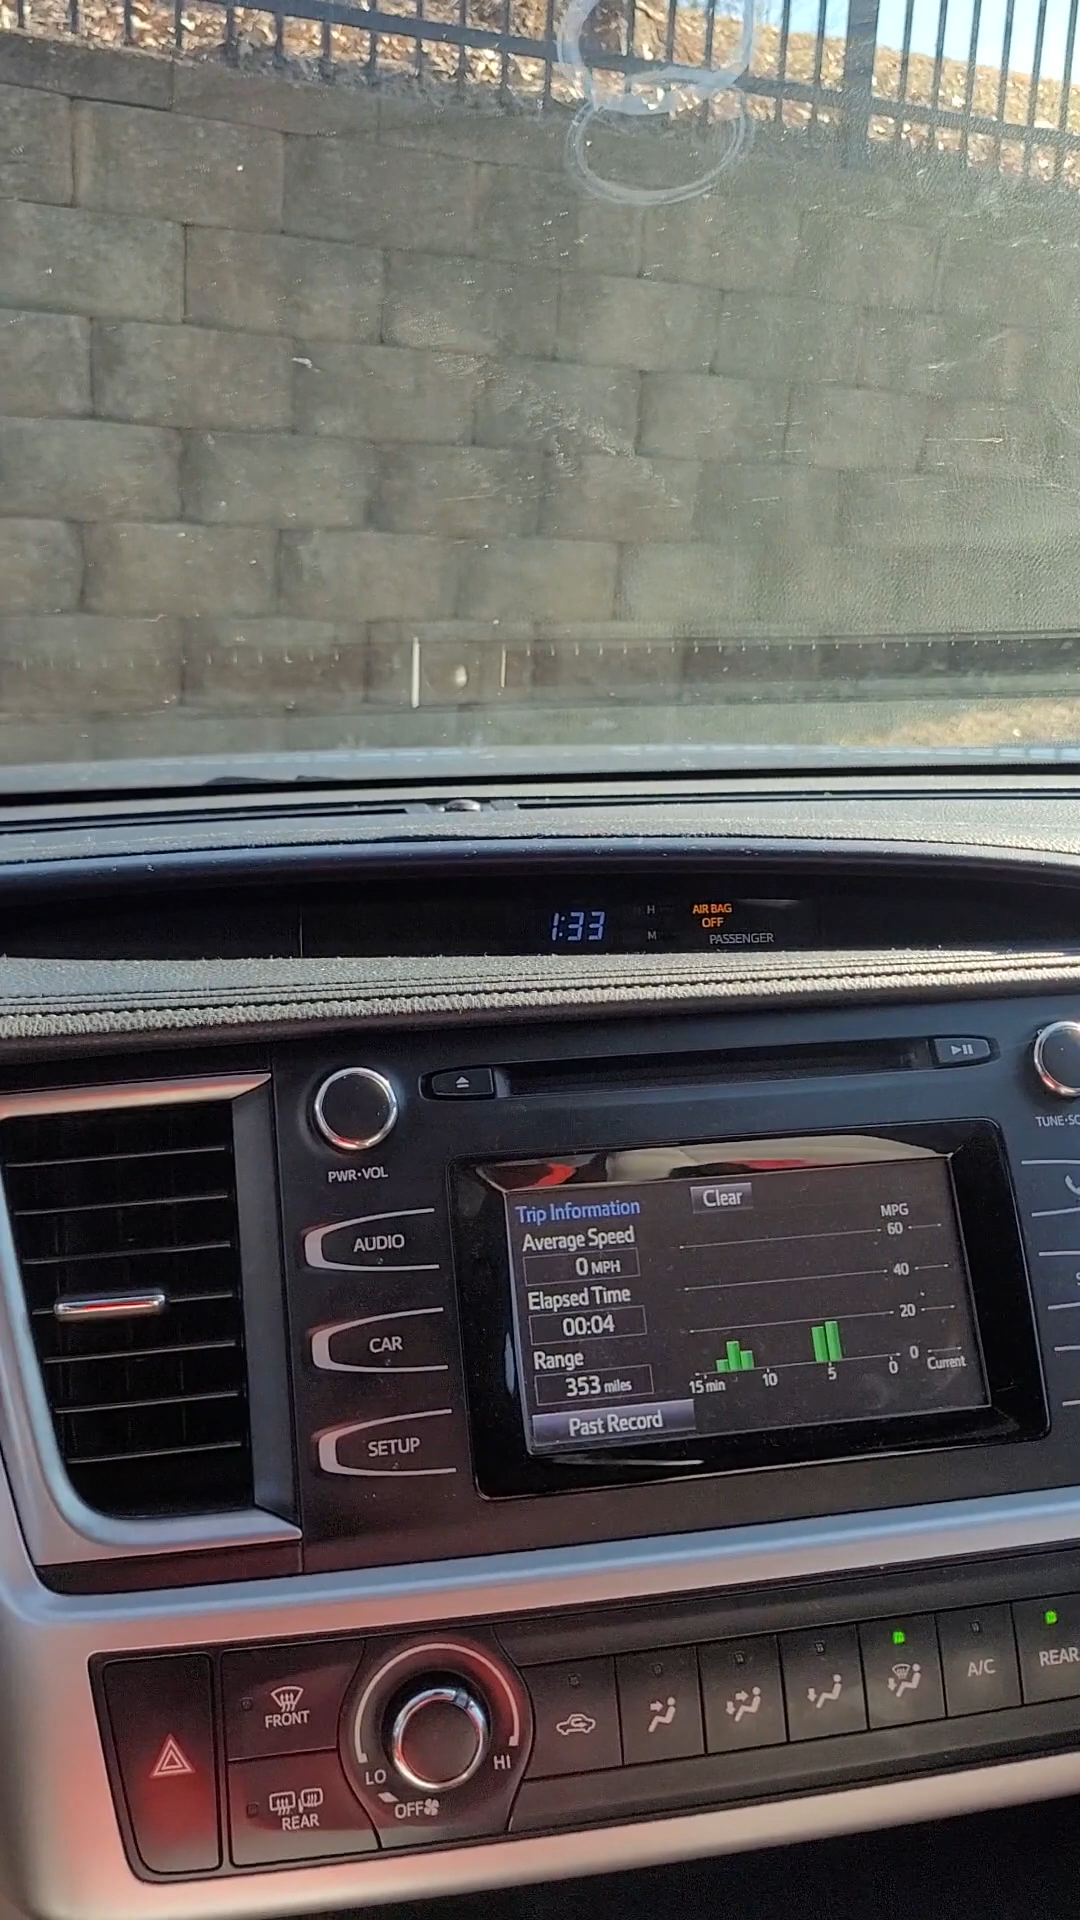 1:33
H
M
AIR BAG
OFF
PASSENGER
PWR•VOL
AUDIO
CAR
SETUP
Trip Information
Clear
Average Speed
0 MPH
Elapsed Time
00:04
Range
353 miles
Past Record
MPG
60
40
20
0
15 min
10
5
0
Current
FRONT
REAR
LO
HI
OFF
A/C
REAR